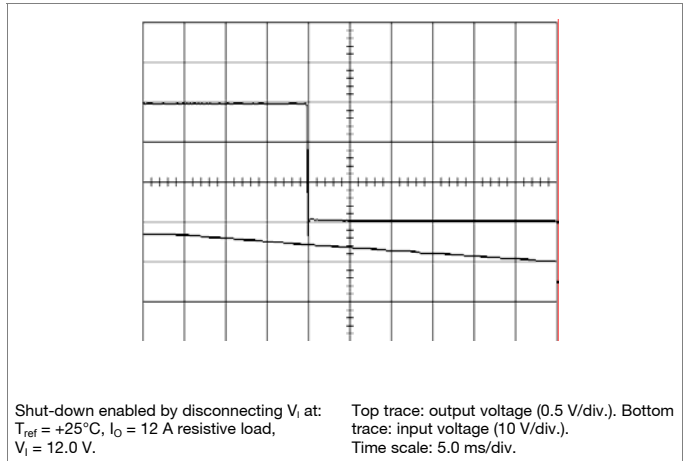 Shut-down enabled by disconnecting VI at:
Tref = +25°C, IO = 12 A resistive load,
VI = 12.0 V.
Top trace: output voltage (0.5 V/div.). Bottom
trace: input voltage (10 V/div.).
Time scale: 5.0 ms/div.